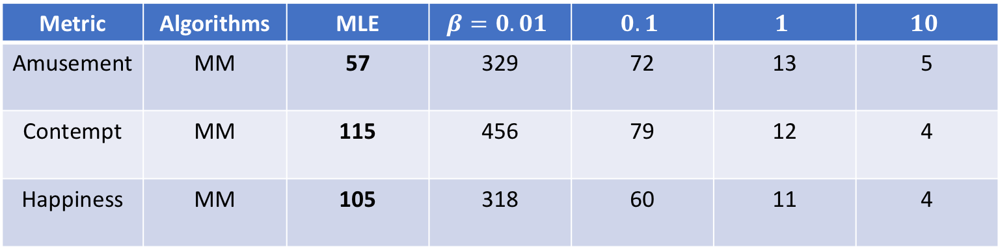 Metric Algorithms MLE β = 0.01 0.1 1 10
Amusement MM 57 329 72 13 5
Contempt MM 115 456 79 12 4
Happiness MM 105 318 60 11 4